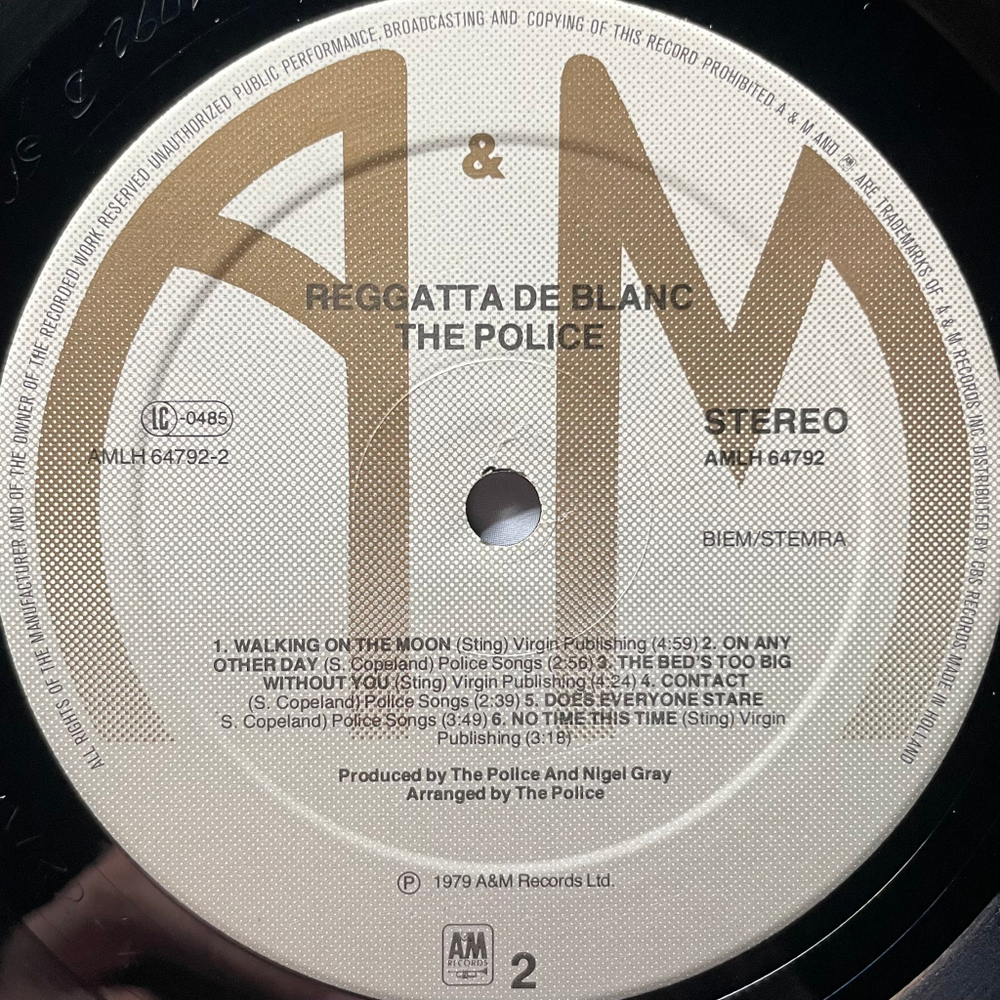 ALL RIGHTS OF THE MANUFACTURER AND OF THE OWNER OF THE RECORDED WORK RESERVED UNAUTHORIZED PUBLIC PERFORMANCE, BROADCASTING AND COPYING OF THIS RECORD PROHIBITED. A & M AND AM ARE TRADEMARKS OF A & M RECORDS INC. DISTRIBUTED BY CBS RECORDS MADE IN HOLLAND
A & M
REGGATTA DE BLANC
THE POLICE
LC-0485
AMLH 64792-2
STEREO
AMLH 64792
BIEM/STEMRA
1. WALKING ON THE MOON (Sting) Virgin Publishing (4:59) 2. ON ANY
OTHER DAY (S. Copeland) Police Songs (2:56) 3. THE BED'S TOO BIG
WITHOUT YOU (Sting) Virgin Publishing (4:24) 4. CONTACT
(S. Copeland) Police Songs (2:39) 5. DOES EVERYONE STARE
S. Copeland) Police Songs (3:49) 6. NO TIME THIS TIME (Sting) Virgin
Publishing (3:18)
Produced by The Police And Nigel Gray
Arranged by The Police
Ⓟ 1979 A&M Records Ltd.
AM
RECORDS
2